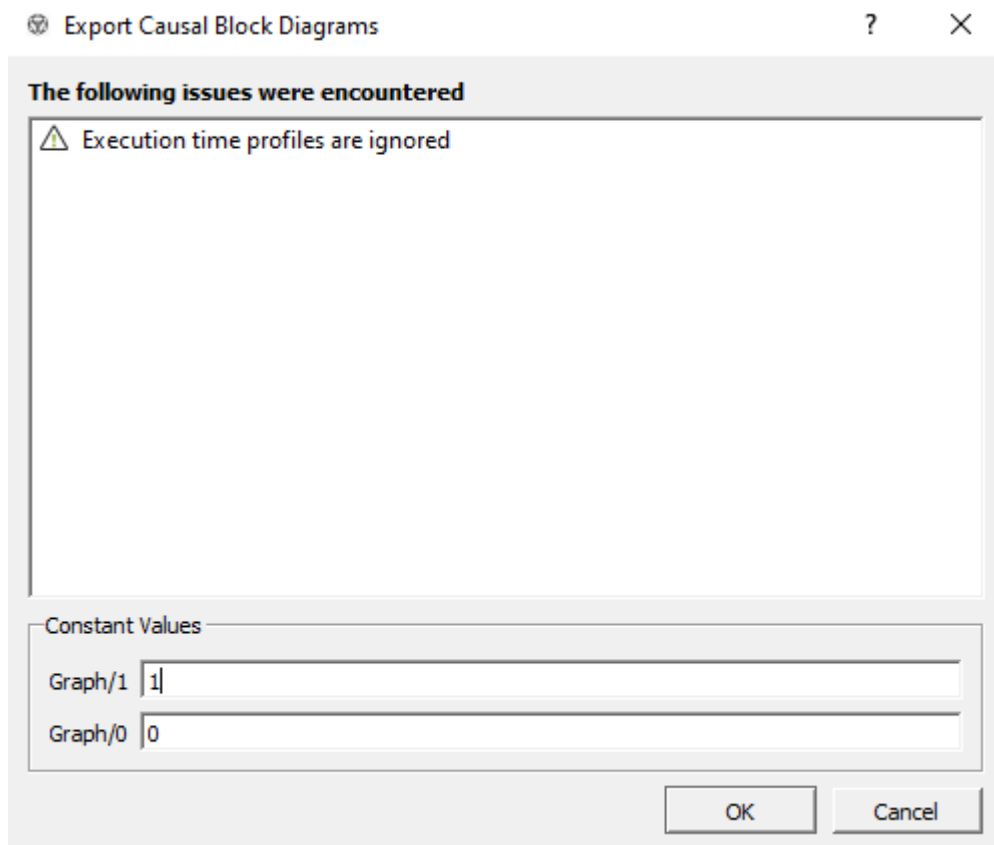 Export Causal Block Diagrams ?
The following issues were encountered
Execution time profiles are ignored
Constant Values
Graph/1 1
Graph/0 0
OK Cancel